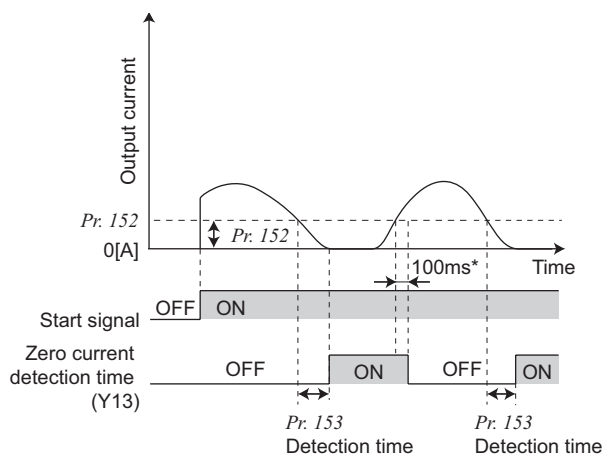 Output current
Pr. 152
Pr. 152
0[A]
100ms*
Time
Start signal
OFF
ON
Zero current
detection time
(Y13)
OFF
ON
OFF
ON
Pr. 153
Detection time
Pr. 153
Detection time